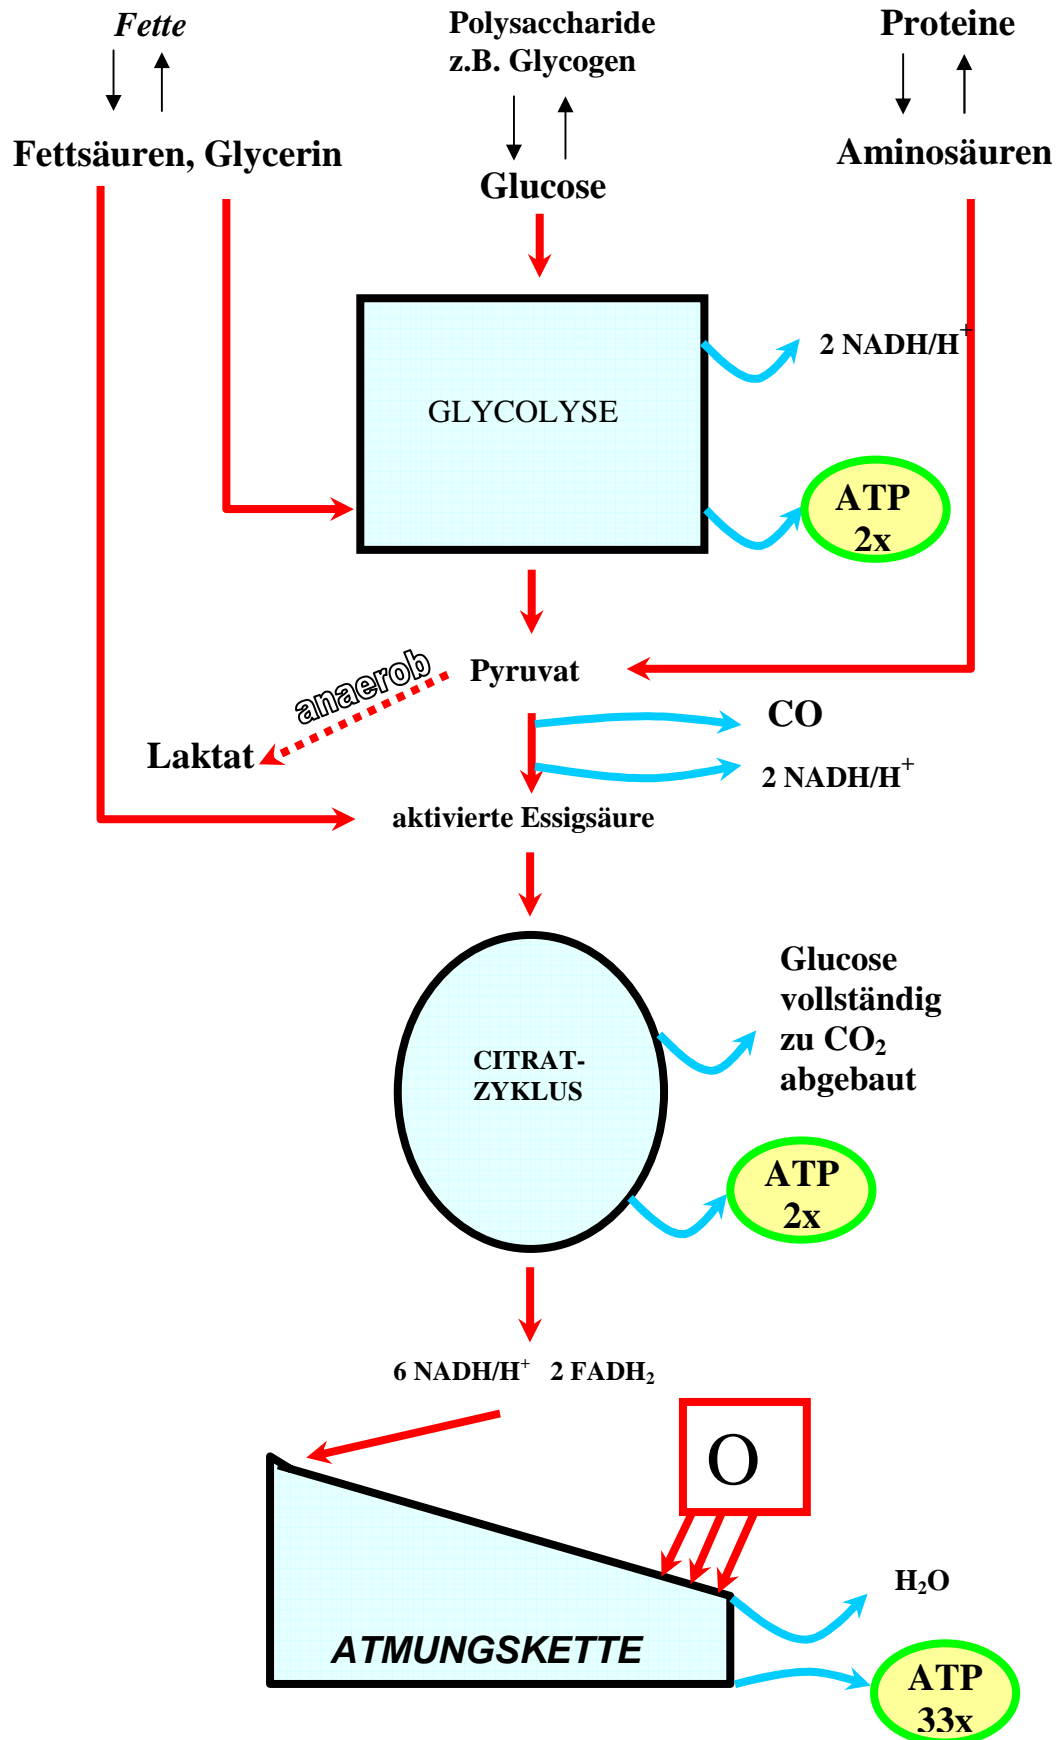 Fette
Polysaccharide
z.B. Glycogen
Proteine
Fettsäuren, Glycerin
Glucose
Aminosäuren
2 NADH/H⁺
GLYCOLYSE
ATP
2x
Pyruvat
anaerob
CO
Laktat
2 NADH/H⁺
aktivierte Essigsäure
Glucose
vollständig
zu CO₂
abgebaut
CITRAT-
ZYKLUS
ATP
2x
6 NADH/H⁺ 2 FADH₂
O
H₂O
ATMUNGSKETTE
ATP
33x